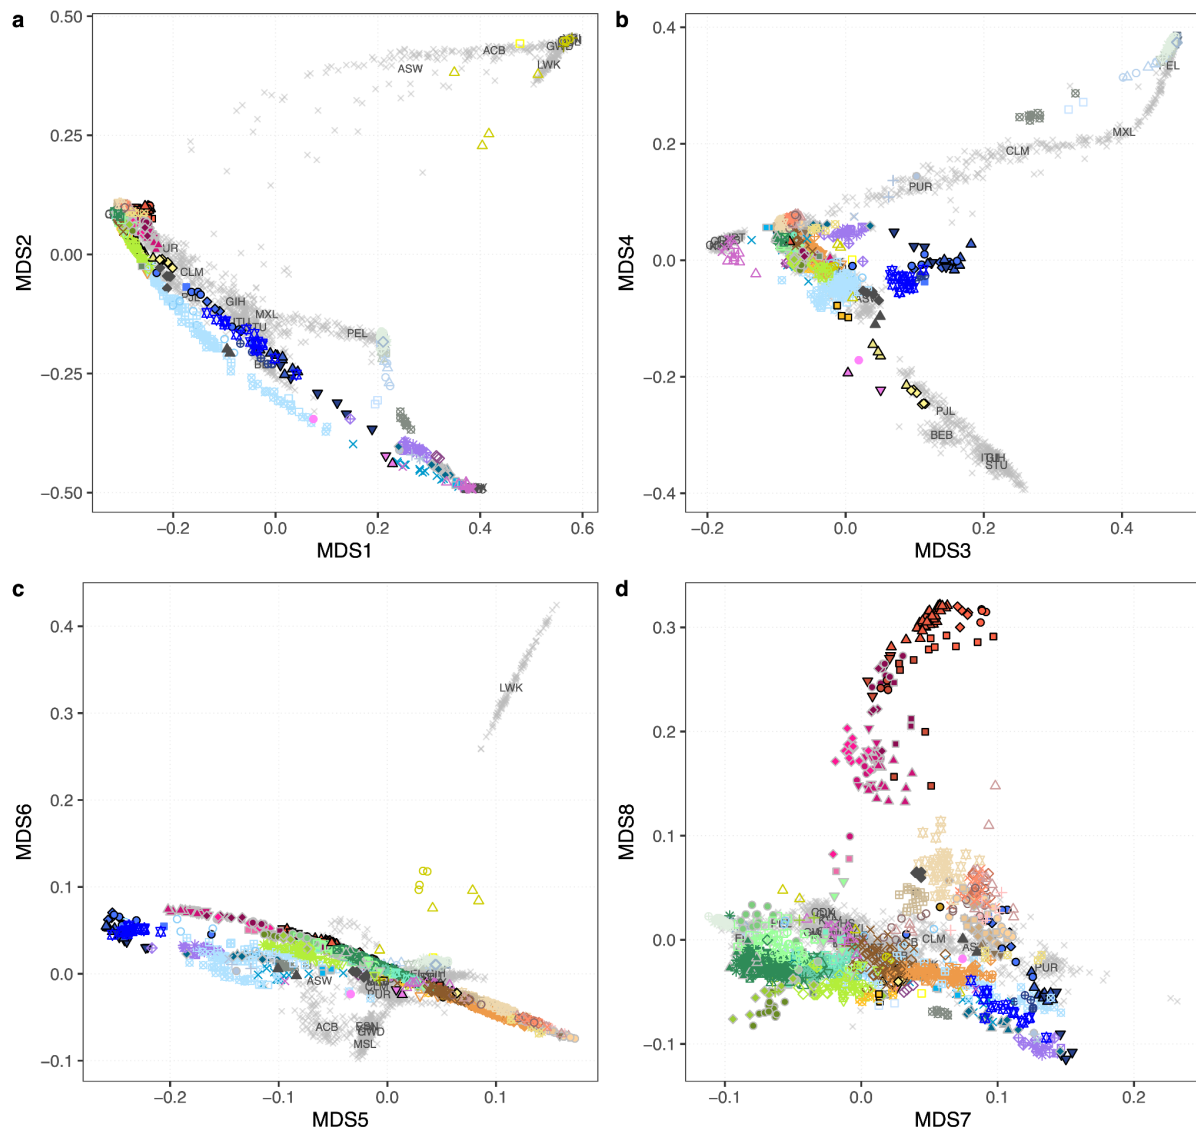 a
0.50
0.25
0.00
−0.25
−0.50
MDS2
ACB
LWK
ASW
CLM
GIH
MXL
PEL
−0.2
0.0
0.2
0.4
0.6
MDS1
b
0.4
0.2
0.0
−0.2
−0.4
MDS4
MXL
CLM
PUR
PJL
BEB
STU
−0.2
0.0
0.2
0.4
MDS3
c
0.4
0.3
0.2
0.1
0.0
−0.1
MDS6
LWK
ASW
ACB
GWD
MSL
−0.2
−0.1
0.0
0.1
MDS5
d
0.3
0.2
0.1
0.0
−0.1
MDS8
CLM
PUR
−0.1
0.0
0.1
0.2
MDS7